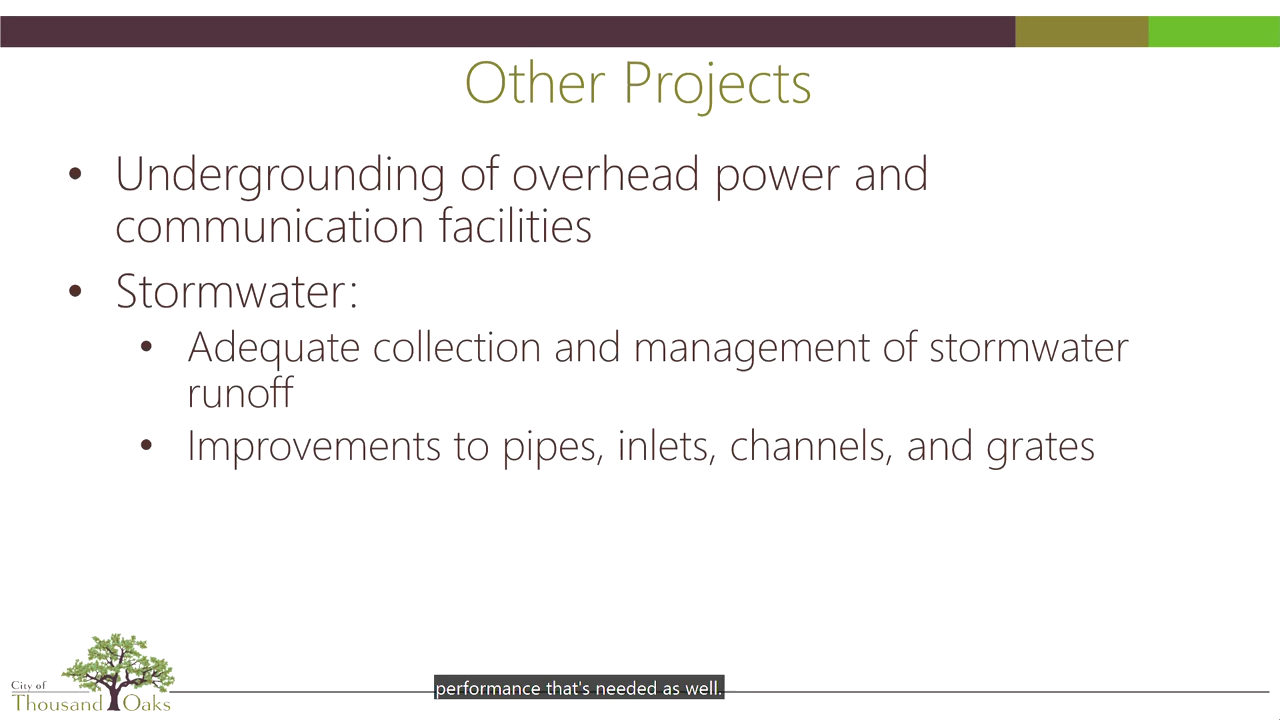 Other Projects
• Undergrounding of overhead power and
communication facilities
• Stormwater:
• Adequate collection and management of stormwater
runoff
• Improvements to pipes, inlets, channels, and grates
City of
Thousand Oaks
performance that's needed as well.